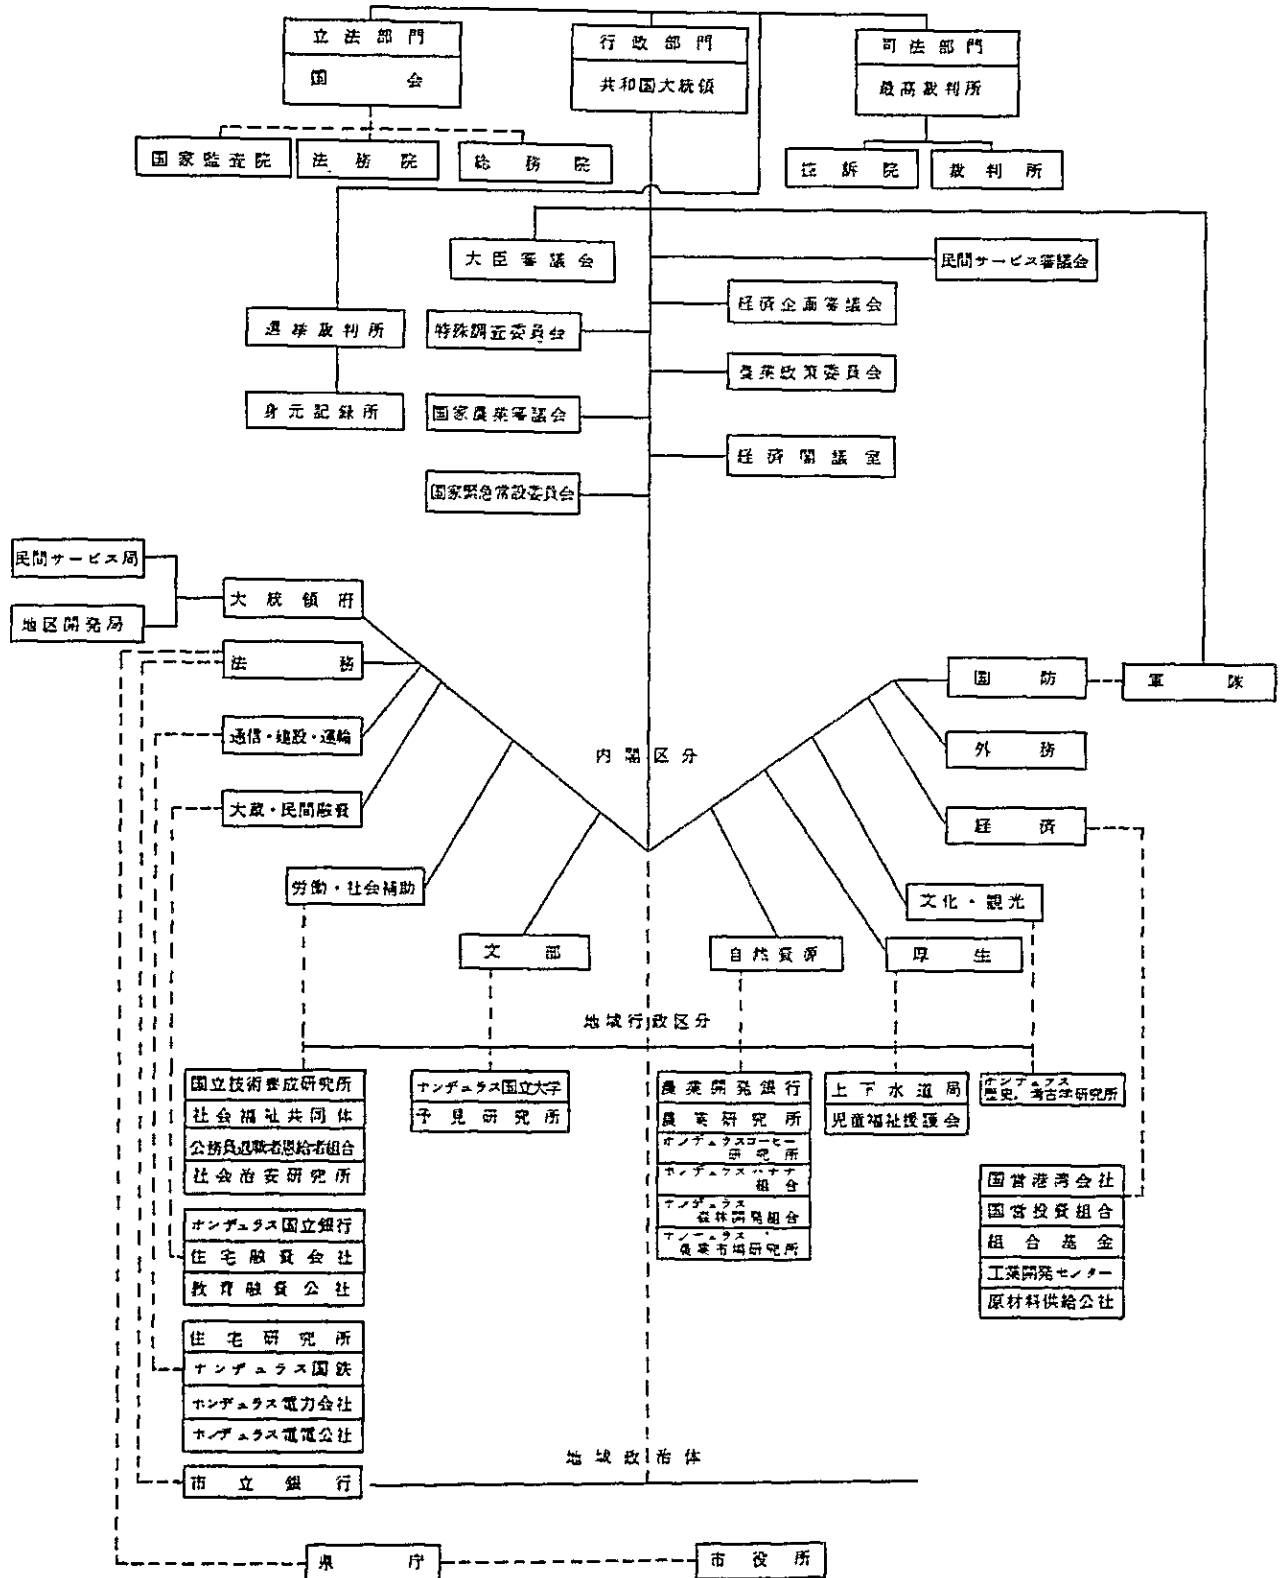 立法部門
行政部門
司法部門
国会
共和国大統領
最高裁判所
国家監査院
法務院
総務院
控訴院
裁判所
大臣審議会
民間サービス審議会
経済企画審議会
選挙裁判所
特殊調査委員会
農業政策委員会
身元記録所
国家農業審議会
経済閣議室
国家緊急常設委員会
民間サービス局
大統領府
地区開発局
法務
国防
軍隊
通信・建設・運輸
外務
内閣区分
大蔵・民間融資
経済
労働・社会補助
文化・観光
文部
自然資源
厚生
地域行政区分
国立技術養成研究所
社会福祉共同体
公務員退職者恩給者組合
社会治安研究所
ホンデュラス国立大学
予見研究所
農業開発銀行
農業研究所
ホンデュラスコーヒー
研究所
ホンデュラスバナナ
組合
ホンデュラス
森林開発組合
ホンデュラス
農業市場研究所
上下水道局
児童福祉援護会
ホンデュラス
歴史，考古学研究所
国営港湾会社
国営投資組合
組合基金
工業開発センター
原材料供給公社
ホンデュラス国立銀行
住宅融資会社
教育融資公社
住宅研究所
ホンデュラス国鉄
ホンデュラス電力会社
ホンデュラス電電公社
地域政治体
市立銀行
県庁
市役所